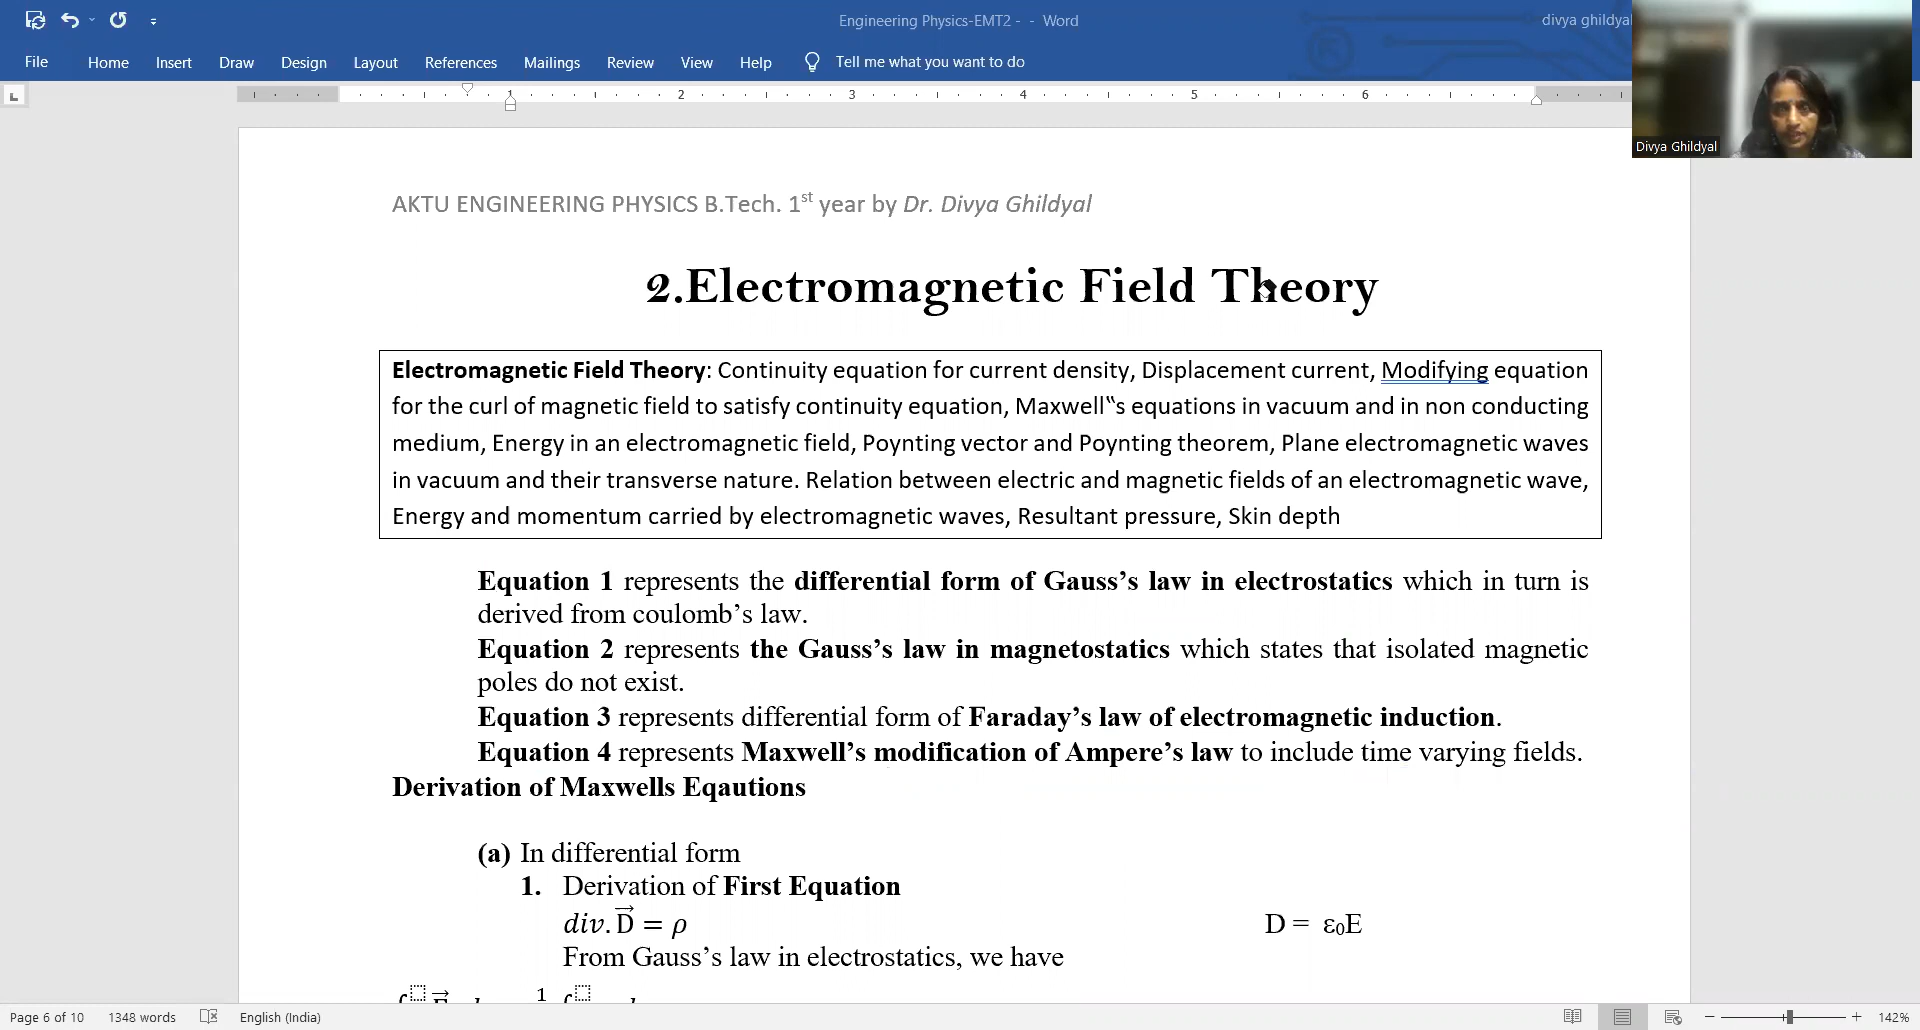 Engineering Physics-EMT2 - - Word
divya ghildyal
File Home Insert Draw Design Layout References Mailings Review View Help Tell me what you want to do
1 2 3 4 5 6
Divya Ghildyal
AKTU ENGINEERING PHYSICS B.Tech. 1st year by Dr. Divya Ghildyal
2.Electromagnetic Field Theory
Electromagnetic Field Theory: Continuity equation for current density, Displacement current, Modifying equation
for the curl of magnetic field to satisfy continuity equation, Maxwell‟s equations in vacuum and in non conducting
medium, Energy in an electromagnetic field, Poynting vector and Poynting theorem, Plane electromagnetic waves
in vacuum and their transverse nature. Relation between electric and magnetic fields of an electromagnetic wave,
Energy and momentum carried by electromagnetic waves, Resultant pressure, Skin depth
Equation 1 represents the differential form of Gauss’s law in electrostatics which in turn is
derived from coulomb’s law.
Equation 2 represents the Gauss’s law in magnetostatics which states that isolated magnetic
poles do not exist.
Equation 3 represents differential form of Faraday’s law of electromagnetic induction.
Equation 4 represents Maxwell’s modification of Ampere’s law to include time varying fields.
Derivation of Maxwells Eqautions
(a) In differential form
1. Derivation of First Equation
div. D⃗ = ρ D = ε₀E
From Gauss’s law in electrostatics, we have
Page 6 of 10 1348 words English (India) 142%